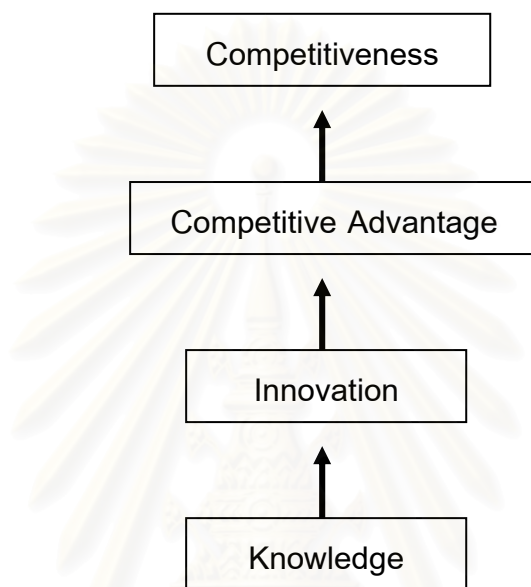 Competitiveness
Competitive Advantage
Innovation
Knowledge